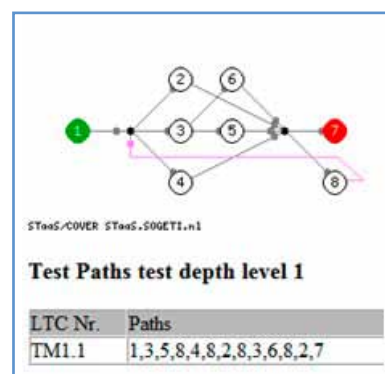 2 6
1 3 5 7
4 8
STaaS/COVER STaaS.SOGETI.nl
Test Paths test depth level 1
LTC Nr. Paths
TM1.1 1,3,5,8,4,8,2,8,3,6,8,2,7